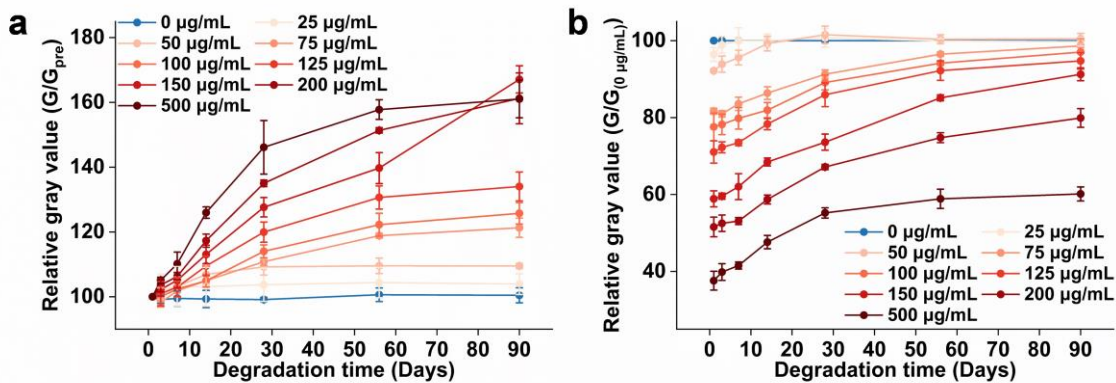 a
Relative gray value (G/Gpre)
180
160
140
120
100
0 µg/mL
25 µg/mL
50 µg/mL
75 µg/mL
100 µg/mL
125 µg/mL
150 µg/mL
200 µg/mL
500 µg/mL
0 10 20 30 40 50 60 70 80 90
Degradation time (Days)
b
Relative gray value (G/G(0 µg/mL))
100
80
60
40
0 µg/mL
25 µg/mL
50 µg/mL
75 µg/mL
100 µg/mL
125 µg/mL
150 µg/mL
200 µg/mL
500 µg/mL
0 10 20 30 40 50 60 70 80 90
Degradation time (Days)